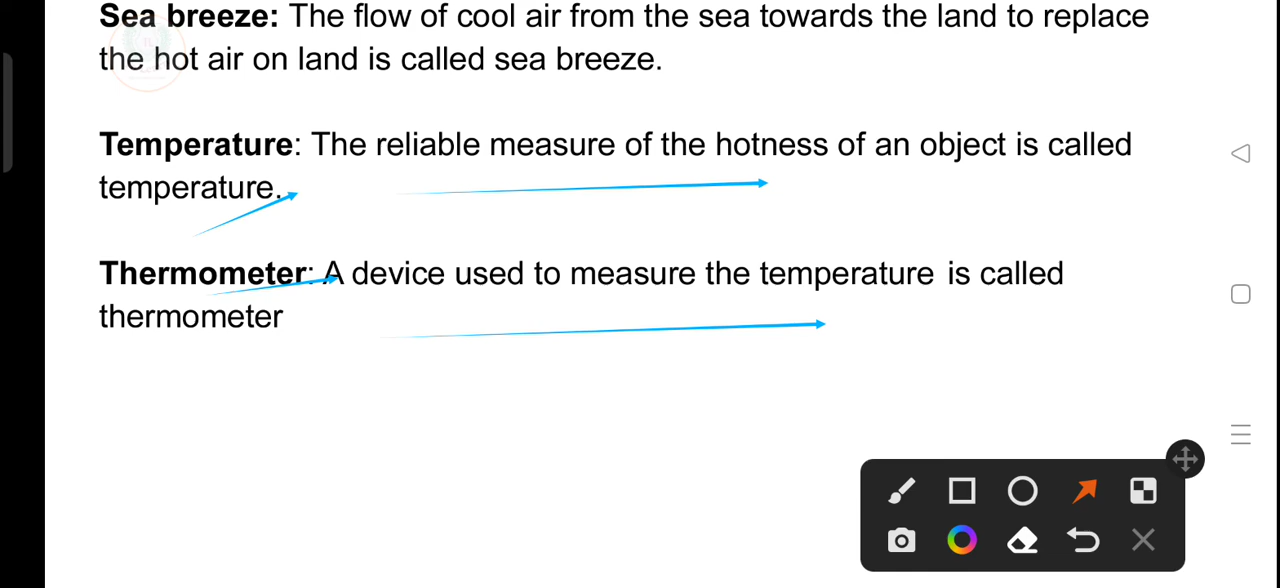 Sea breeze: The flow of cool air from the sea towards the land to replace
the hot air on land is called sea breeze.
Temperature: The reliable measure of the hotness of an object is called
temperature.
Thermometer: A device used to measure the temperature is called
thermometer